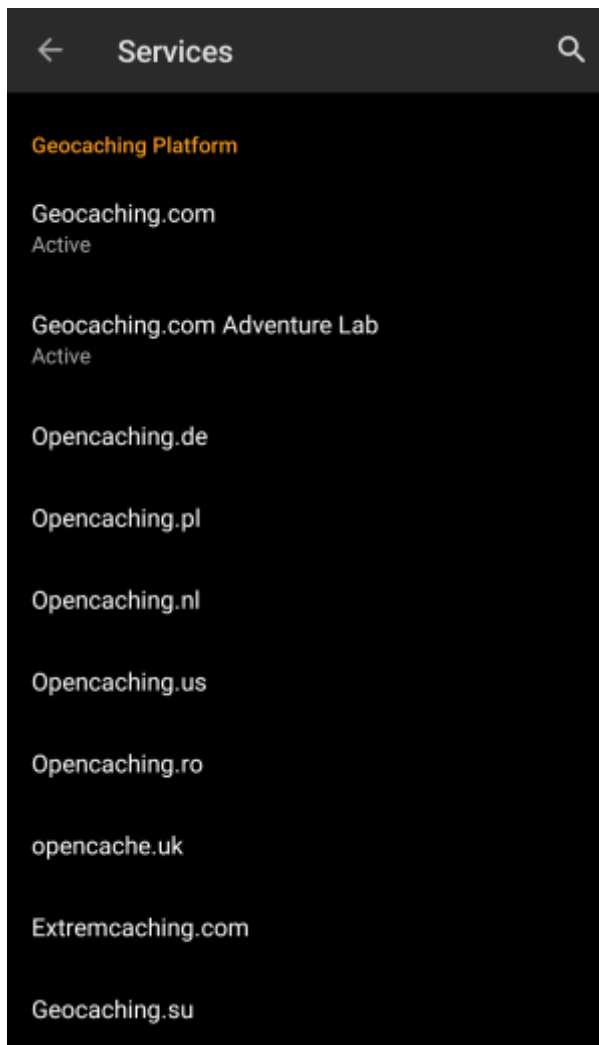 Services
Geocaching Platform
Geocaching.com
Active
Geocaching.com Adventure Lab
Active
Opencaching.de
Opencaching.pl
Opencaching.nl
Opencaching.us
Opencaching.ro
opencache.uk
Extremcaching.com
Geocaching.su